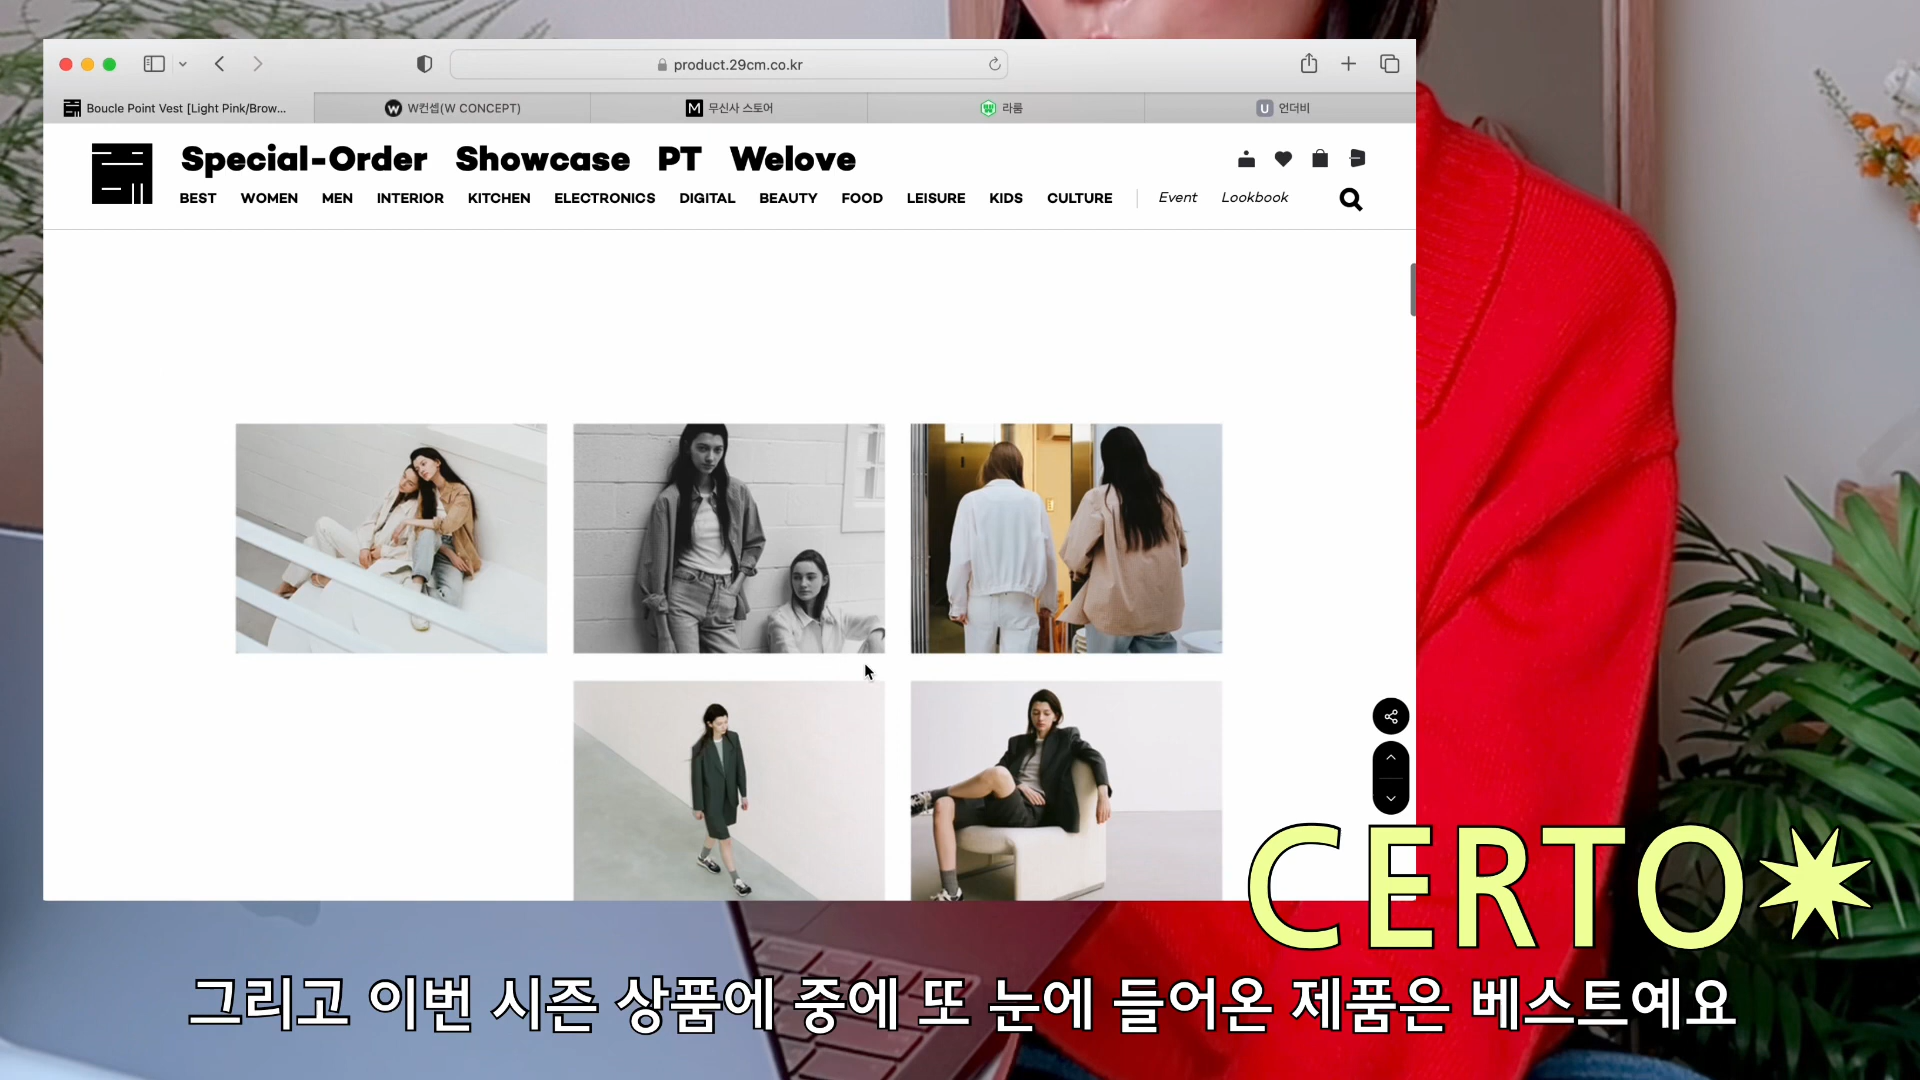 product.29cm.co.kr
Boucle Point Vest [Light Pink/Brow...
W컨셉(W CONCEPT)
M 무신사 스토어
라룸
U 언더비
Special-Order Showcase PT Welove
BEST WOMEN MEN INTERIOR KITCHEN ELECTRONICS DIGITAL BEAUTY FOOD LEISURE KIDS CULTURE Event Lookbook
CERTO
그리고 이번 시즌 상품에 중에 또 눈에 들어온 제품은 베스트예요